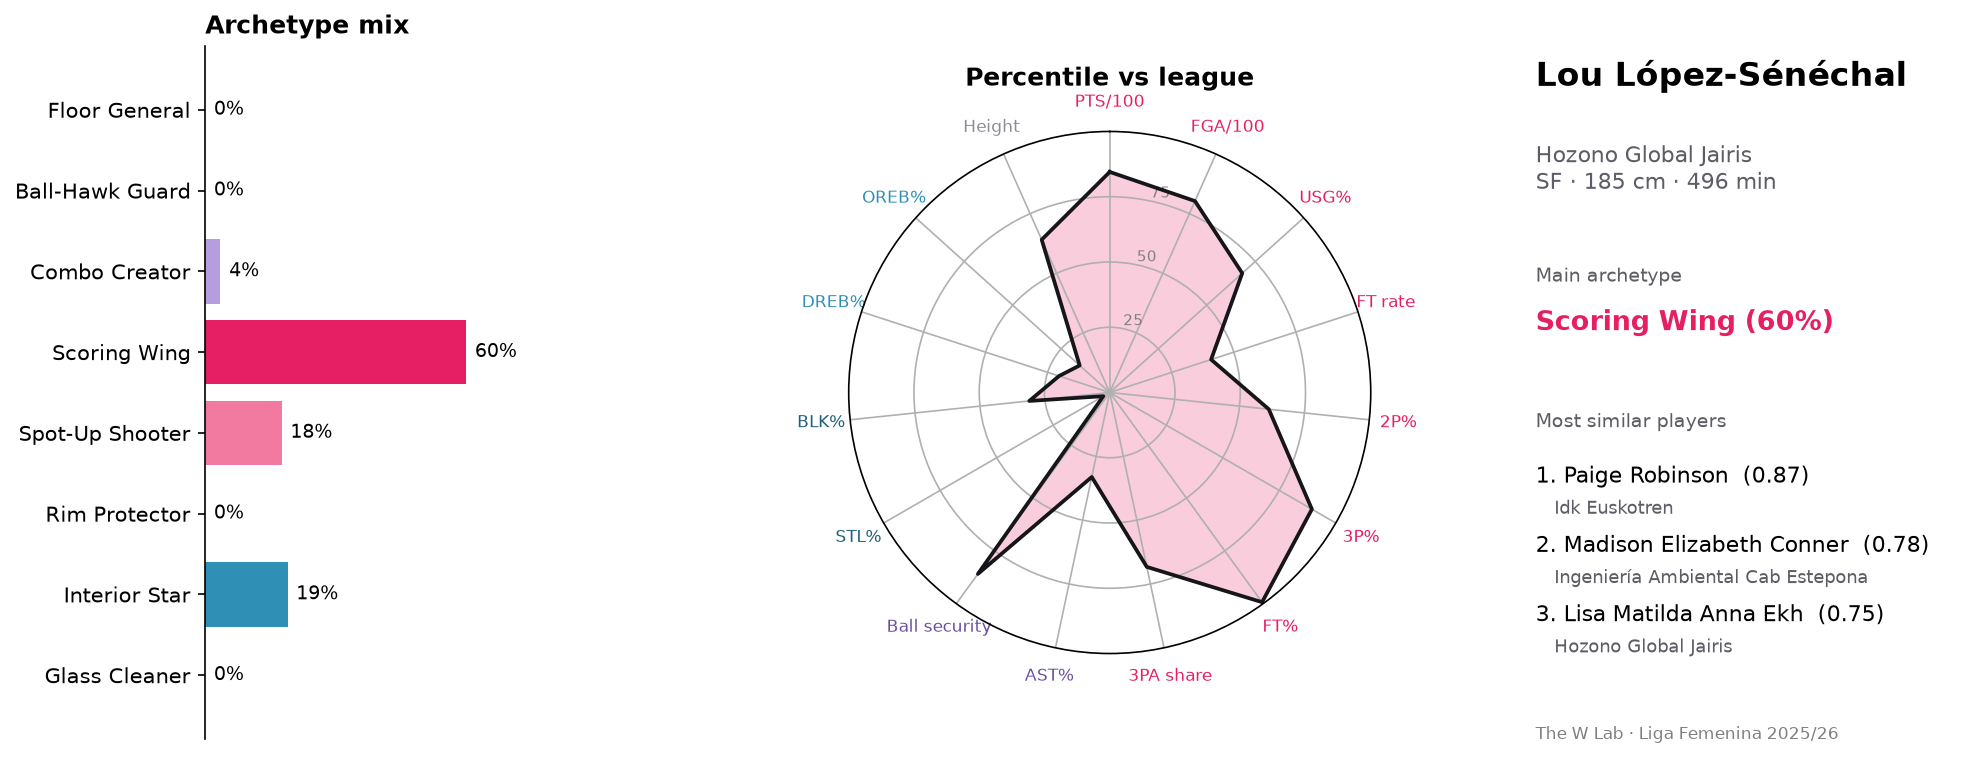 Archetype mix
Floor General
0%
Ball-Hawk Guard
0%
Combo Creator
4%
Scoring Wing
60%
Spot-Up Shooter
18%
Rim Protector
0%
Interior Star
19%
Glass Cleaner
0%
Percentile vs league
PTS/100
FGA/100
USG%
FT rate
2P%
3P%
FT%
3PA share
AST%
Ball security
STL%
BLK%
DREB%
OREB%
Height
75
50
25
Lou López-Sénéchal
Hozono Global Jairis
SF · 185 cm · 496 min
Main archetype
Scoring Wing (60%)
Most similar players
1. Paige Robinson (0.87)
Idk Euskotren
2. Madison Elizabeth Conner (0.78)
Ingeniería Ambiental Cab Estepona
3. Lisa Matilda Anna Ekh (0.75)
Hozono Global Jairis
The W Lab · Liga Femenina 2025/26